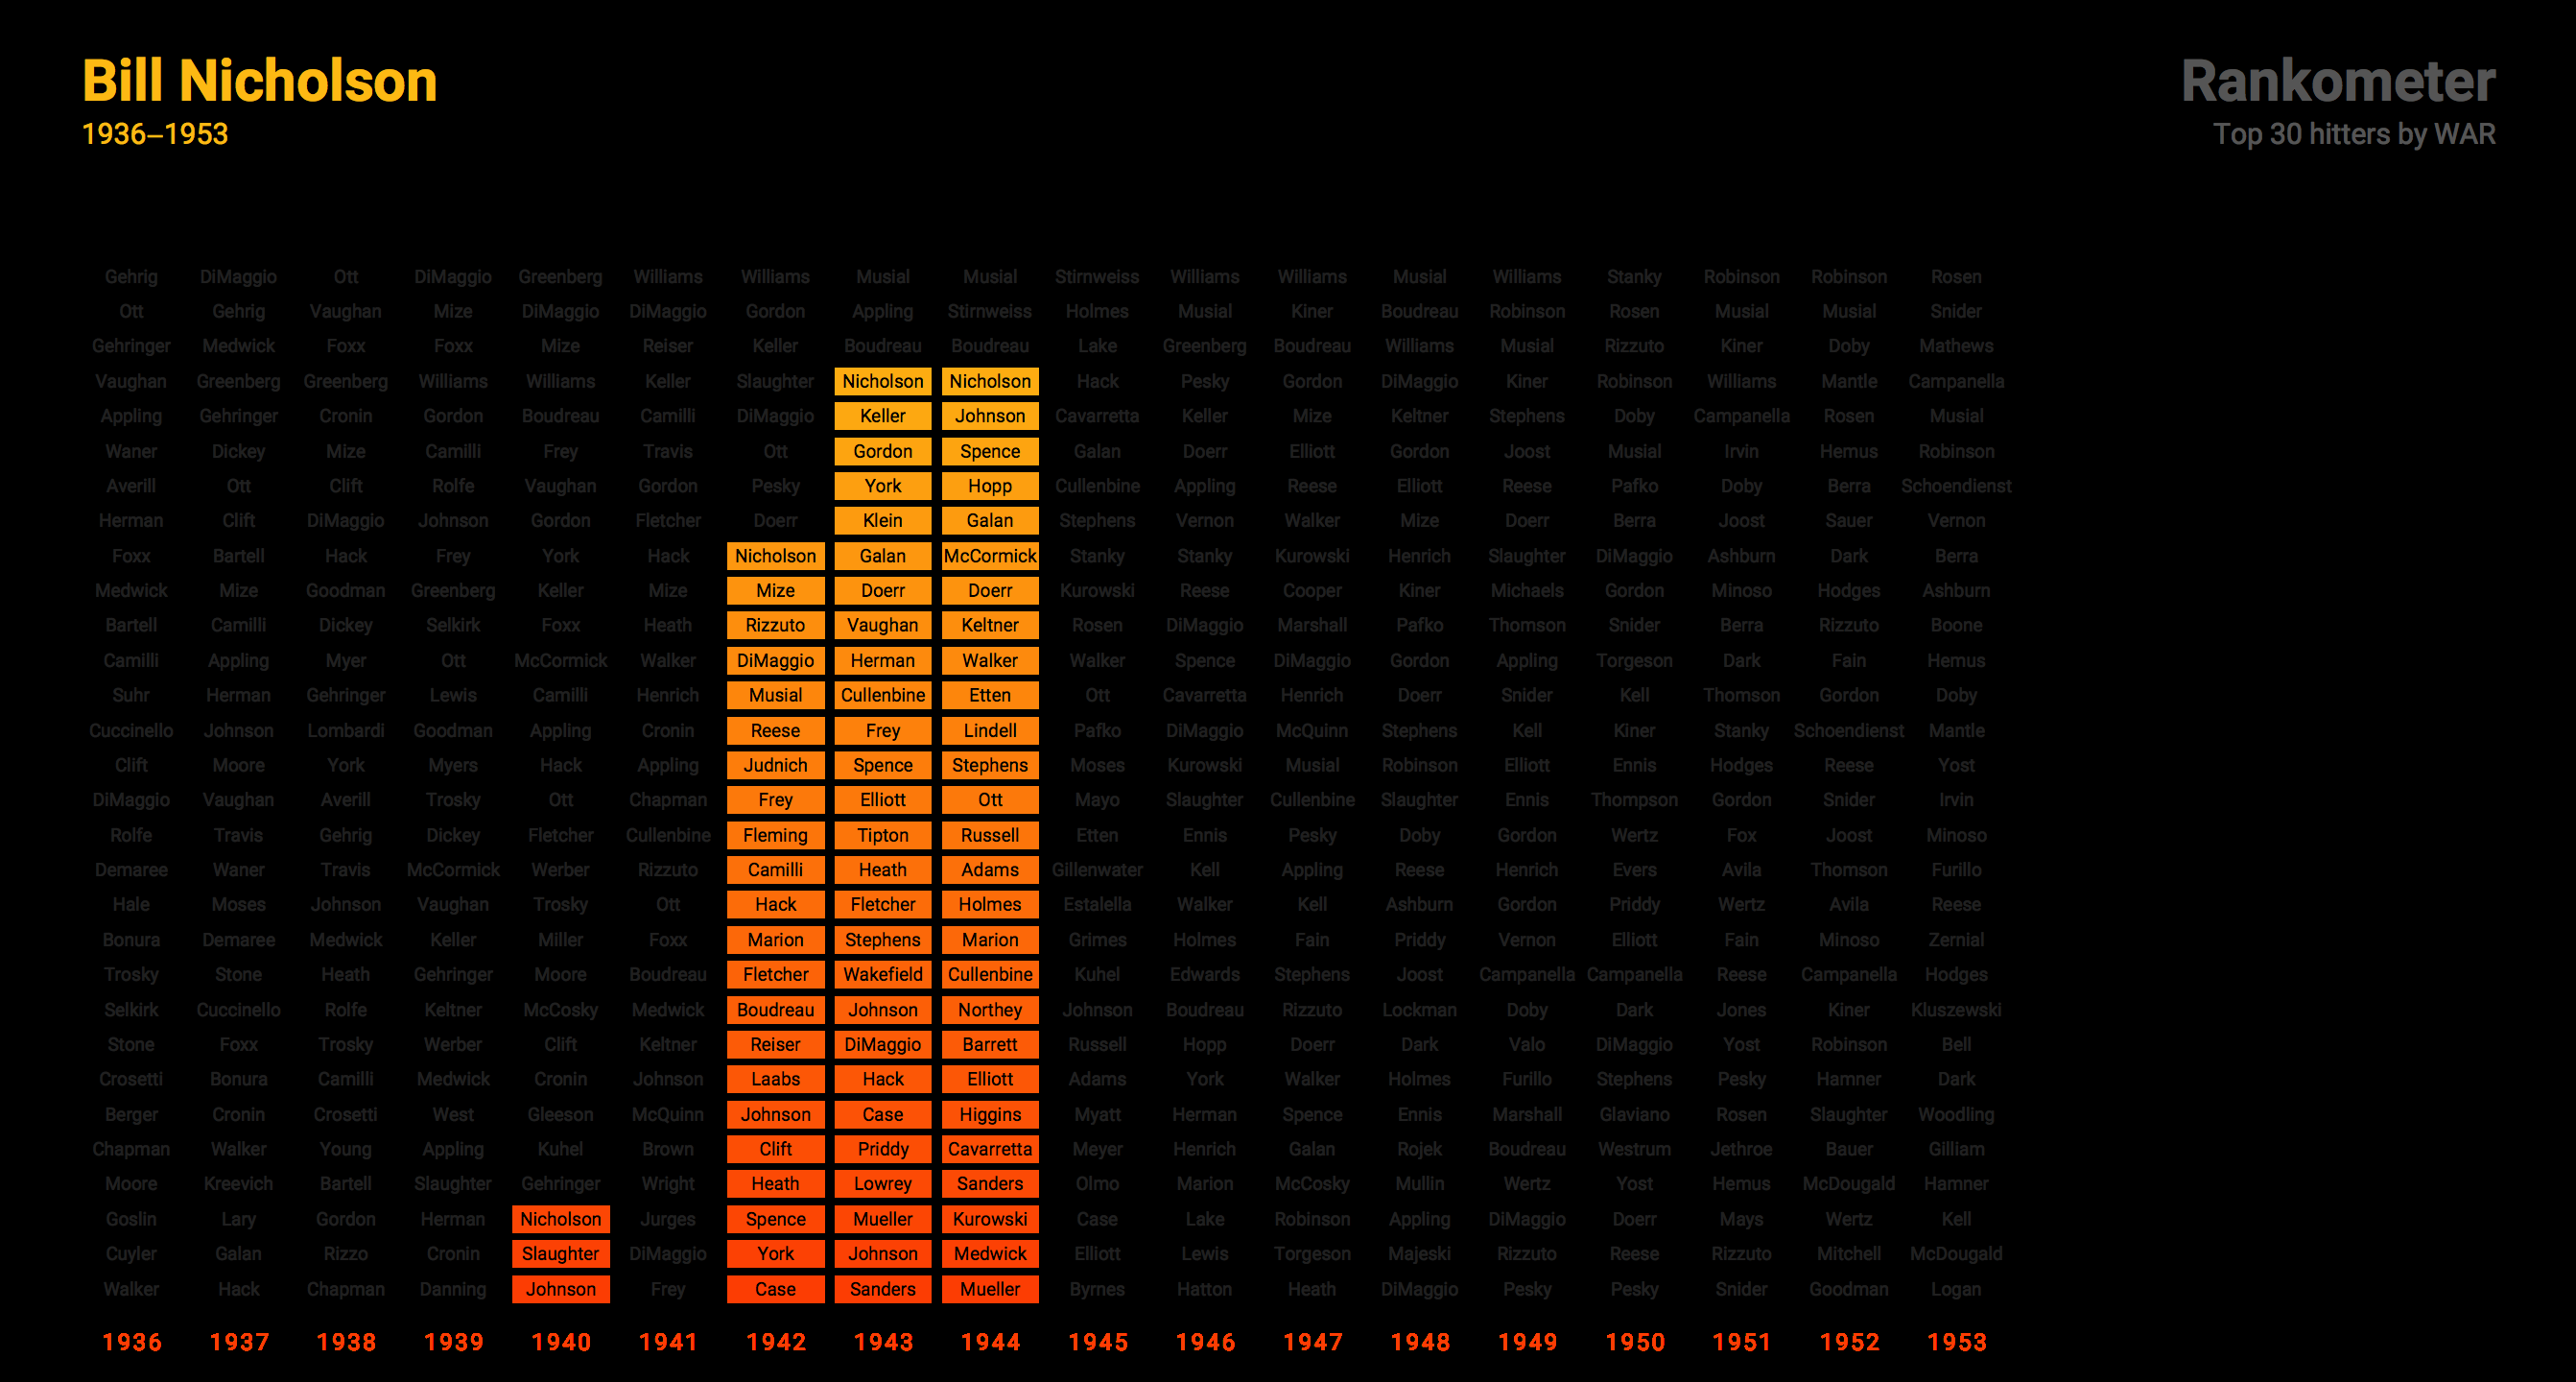 Bill Nicholson
1936–1953
Rankometer
Top 30 hitters by WAR
Gehrig DiMaggio Ott DiMaggio Greenberg Williams Williams Musial Musial Stirnweiss Williams Williams Musial Williams Stanky Robinson Robinson Rosen
Ott Gehrig Vaughan Mize DiMaggio DiMaggio Gordon Appling Stirnweiss Holmes Musial Kiner Boudreau Robinson Rosen Musial Musial Snider
Gehringer Medwick Foxx Foxx Mize Reiser Keller Boudreau Boudreau Lake Greenberg Boudreau Williams Musial Rizzuto Kiner Doby Mathews
Vaughan Greenberg Greenberg Williams Williams Keller Slaughter Nicholson Nicholson Hack Pesky Gordon DiMaggio Kiner Robinson Williams Mantle Campanella
Appling Gehringer Cronin Gordon Boudreau Camilli DiMaggio Keller Johnson Cavarretta Keller Mize Keltner Stephens Doby Campanella Rosen Musial
Waner Dickey Mize Camilli Frey Travis Ott Gordon Spence Galan Doerr Elliott Gordon Joost Musial Irvin Hemus Robinson
Averill Ott Clift Rolfe Vaughan Gordon Pesky York Hopp Cullenbine Appling Reese Elliott Reese Pafko Doby Berra Schoendienst
Herman Clift DiMaggio Johnson Gordon Fletcher Doerr Klein Galan Stephens Vernon Walker Mize Doerr Berra Joost Sauer Vernon
Foxx Bartell Hack Frey York Hack Nicholson Galan McCormick Stanky Stanky Kurowski Henrich Slaughter DiMaggio Ashburn Dark Berra
Medwick Mize Goodman Greenberg Keller Mize Mize Doerr Doerr Kurowski Reese Cooper Kiner Michaels Gordon Minoso Hodges Ashburn
Bartell Camilli Dickey Selkirk Foxx Heath Rizzuto Vaughan Keltner Rosen DiMaggio Marshall Pafko Thomson Snider Berra Rizzuto Boone
Camilli Appling Myer Ott McCormick Walker DiMaggio Herman Walker Walker Spence DiMaggio Gordon Appling Torgeson Dark Fain Hemus
Suhr Herman Gehringer Lewis Camilli Henrich Musial Cullenbine Etten Ott Cavarretta Henrich Doerr Snider Kell Thomson Gordon Doby
Cuccinello Johnson Lombardi Goodman Appling Cronin Reese Frey Lindell Pafko DiMaggio McQuinn Stephens Kell Kiner Stanky Schoendienst Mantle
Clift Moore York Myers Hack Appling Judnich Spence Stephens Moses Kurowski Musial Robinson Elliott Ennis Hodges Reese Yost
DiMaggio Vaughan Averill Trosky Ott Chapman Frey Elliott Ott Mayo Slaughter Cullenbine Slaughter Ennis Thompson Gordon Snider Irvin
Rolfe Travis Gehrig Dickey Fletcher Cullenbine Fleming Tipton Russell Etten Ennis Pesky Doby Gordon Wertz Fox Joost Minoso
Demaree Waner Travis McCormick Werber Rizzuto Camilli Heath Adams Gillenwater Kell Appling Reese Henrich Evers Avila Thomson Furillo
Hale Moses Johnson Vaughan Trosky Ott Hack Fletcher Holmes Estalella Walker Kell Ashburn Gordon Priddy Wertz Avila Reese
Bonura Demaree Medwick Keller Miller Foxx Marion Stephens Marion Grimes Holmes Fain Priddy Vernon Elliott Fain Minoso Zernial
Trosky Stone Heath Gehringer Moore Boudreau Fletcher Wakefield Cullenbine Kuhel Edwards Stephens Joost Campanella Campanella Reese Campanella Hodges
Selkirk Cuccinello Rolfe Keltner McCosky Medwick Boudreau Johnson Northey Johnson Boudreau Rizzuto Lockman Doby Dark Jones Kiner Kluszewski
Stone Foxx Trosky Werber Clift Keltner Reiser DiMaggio Barrett Russell Hopp Doerr Dark Valo DiMaggio Yost Robinson Bell
Crosetti Bonura Camilli Medwick Cronin Johnson Laabs Hack Elliott Adams York Walker Holmes Furillo Stephens Pesky Hamner Dark
Berger Cronin Crosetti West Gleeson McQuinn Johnson Case Higgins Myatt Herman Spence Ennis Marshall Glaviano Rosen Slaughter Woodling
Chapman Walker Young Appling Kuhel Brown Clift Priddy Cavarretta Meyer Henrich Galan Rojek Boudreau Westrum Jethroe Bauer Gilliam
Moore Kreevich Bartell Slaughter Gehringer Wright Heath Lowrey Sanders Olmo Marion McCosky Mullin Wertz Yost Hemus McDougald Hamner
Goslin Lary Gordon Herman Nicholson Jurges Spence Mueller Kurowski Case Lake Robinson Appling DiMaggio Doerr Mays Wertz Kell
Cuyler Galan Rizzo Cronin Slaughter DiMaggio York Johnson Medwick Elliott Lewis Torgeson Majeski Rizzuto Reese Rizzuto Mitchell McDougald
Walker Hack Chapman Danning Johnson Frey Case Sanders Mueller Byrnes Hatton Heath DiMaggio Pesky Pesky Snider Goodman Logan
1936 1937 1938 1939 1940 1941 1942 1943 1944 1945 1946 1947 1948 1949 1950 1951 1952 1953